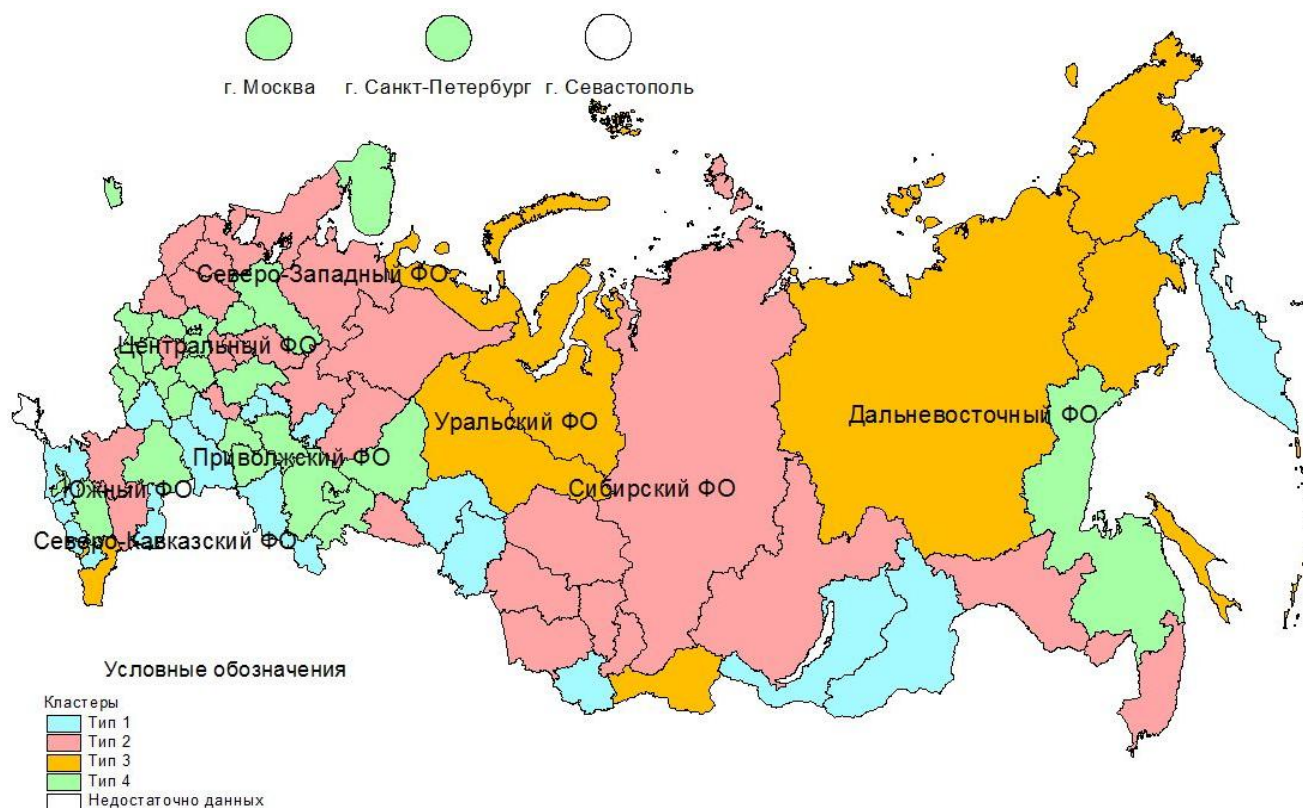 г. Москва
г. Санкт-Петербург
г. Севастополь
Северо-Западный ФО
Центральный ФО
Уральский ФО
Дальневосточный ФО
Приволжский ФО
Южный ФО
Сибирский ФО
Северо-Кавказский ФО
Условные обозначения
Кластеры
Тип 1
Тип 2
Тип 3
Тип 4
Недостаточно данных